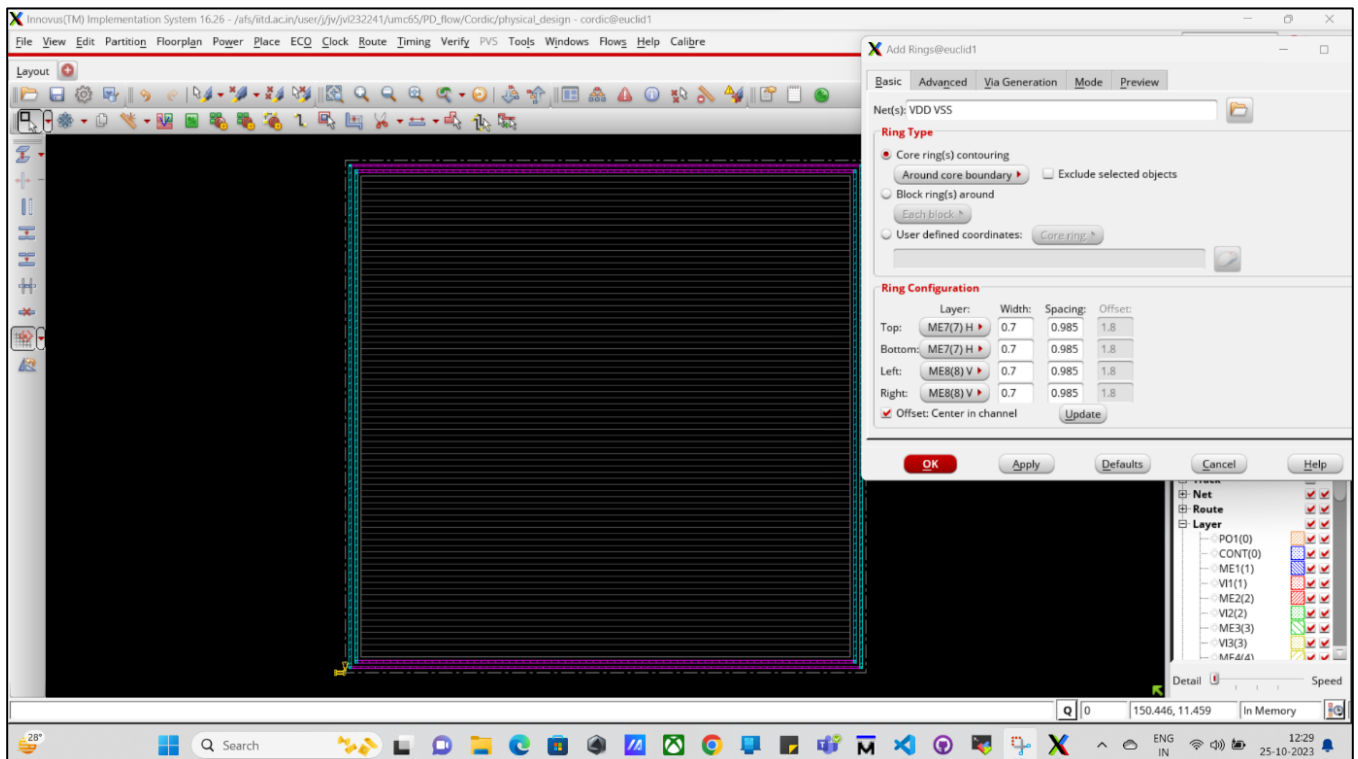 Innovus(TM) Implementation System 16.26 - /afs/iitd.ac.in/user/j/jv/jvl232241/umc65/PD_flow/Cordic/physical_design - cordic@euclid1
File View Edit Partition Floorplan Power Place ECO Clock Route Timing Verify PVS Tools Windows Flows Help Calibre
Layout
Add Rings@euclid1
Basic Advanced Via Generation Mode Preview
Net(s): VDD VSS
Ring Type
Core ring(s) contouring
Around core boundary Exclude selected objects
Block ring(s) around
Each block
User defined coordinates: Core ring
Ring Configuration
Layer: Width: Spacing: Offset:
Top: ME7(7) H 0.7 0.985 1.8
Bottom: ME7(7) H 0.7 0.985 1.8
Left: ME8(8) V 0.7 0.985 1.8
Right: ME8(8) V 0.7 0.985 1.8
Offset: Center in channel Update
OK Apply Defaults Cancel Help
Net
Route
Layer
PO1(0)
CONT(0)
ME1(1)
VI1(1)
ME2(2)
VI2(2)
ME3(3)
VI3(3)
ME4(4)
Detail Speed
Q 0 150.446, 11.459 In Memory
28°
Search
ENG
IN
12:29
25-10-2023